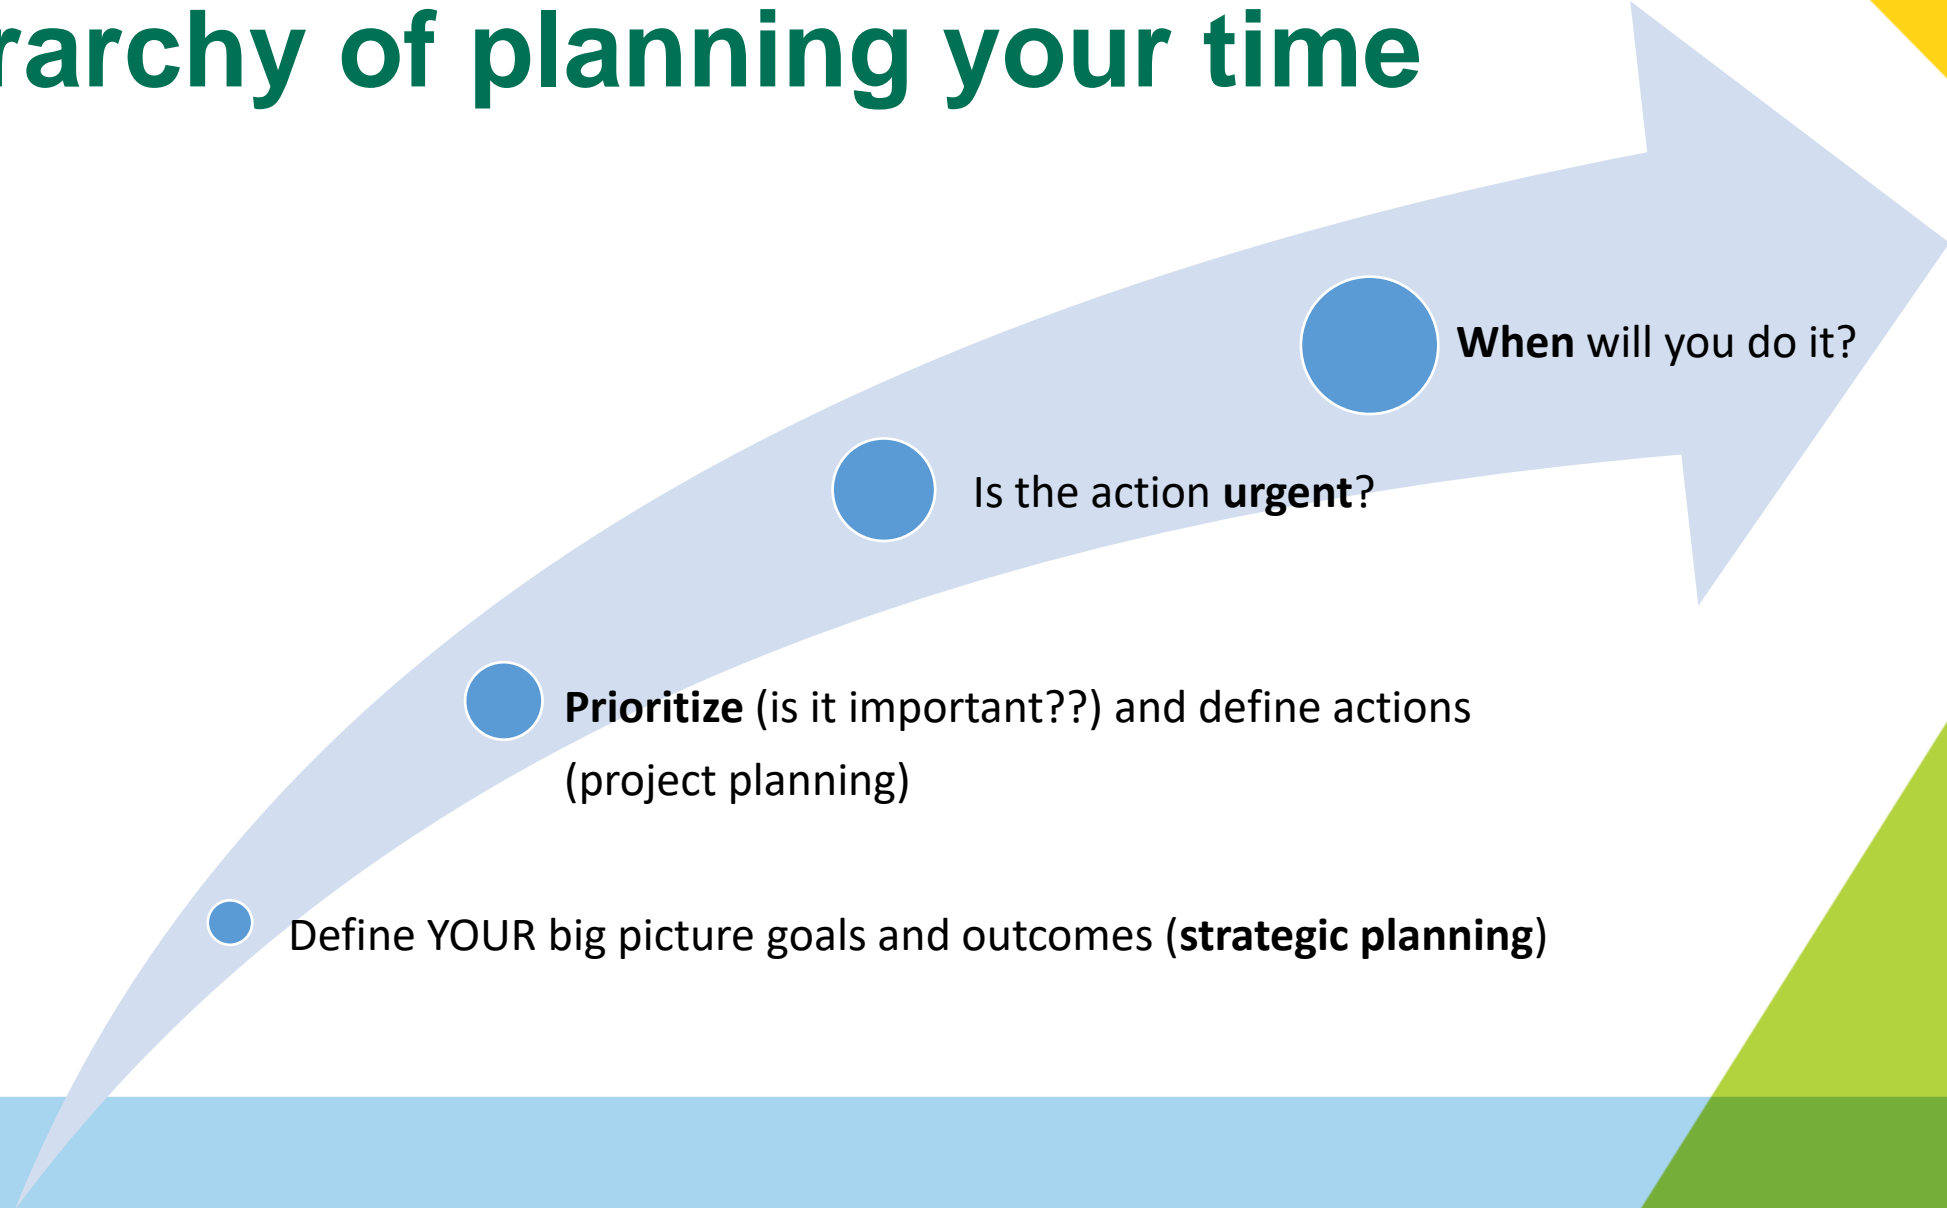 rarchy of planning your time
When will you do it?
Is the action urgent?
Prioritize (is it important??) and define actions
(project planning)
Define YOUR big picture goals and outcomes (strategic planning)